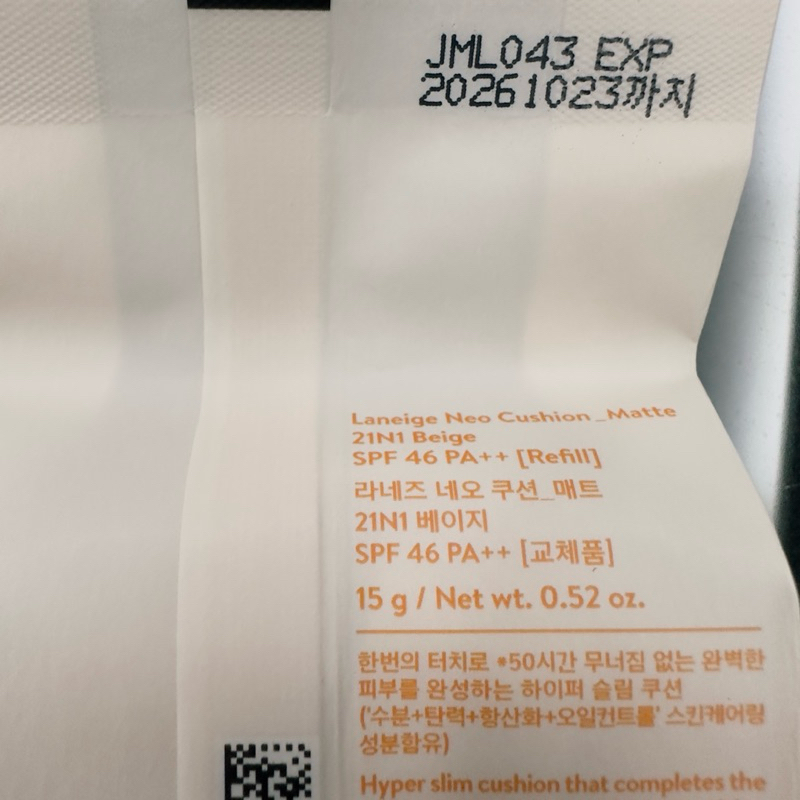 JML043 EXP
20261023까지
Laneige Neo Cushion _Matte
21N1 Beige
SPF 46 PA++ [Refill]
라네즈 네오 쿠션_매트
21N1 베이지
SPF 46 PA++ [교체품]
15 g / Net wt. 0.52 oz.
한번의 터치로 *50시간 무너짐 없는 완벽한
피부를 완성하는 하이퍼 슬림 쿠션
('수분+탄력+항산화+오일컨트롤' 스킨케어링
성분함유)
Hyper slim cushion that completes the